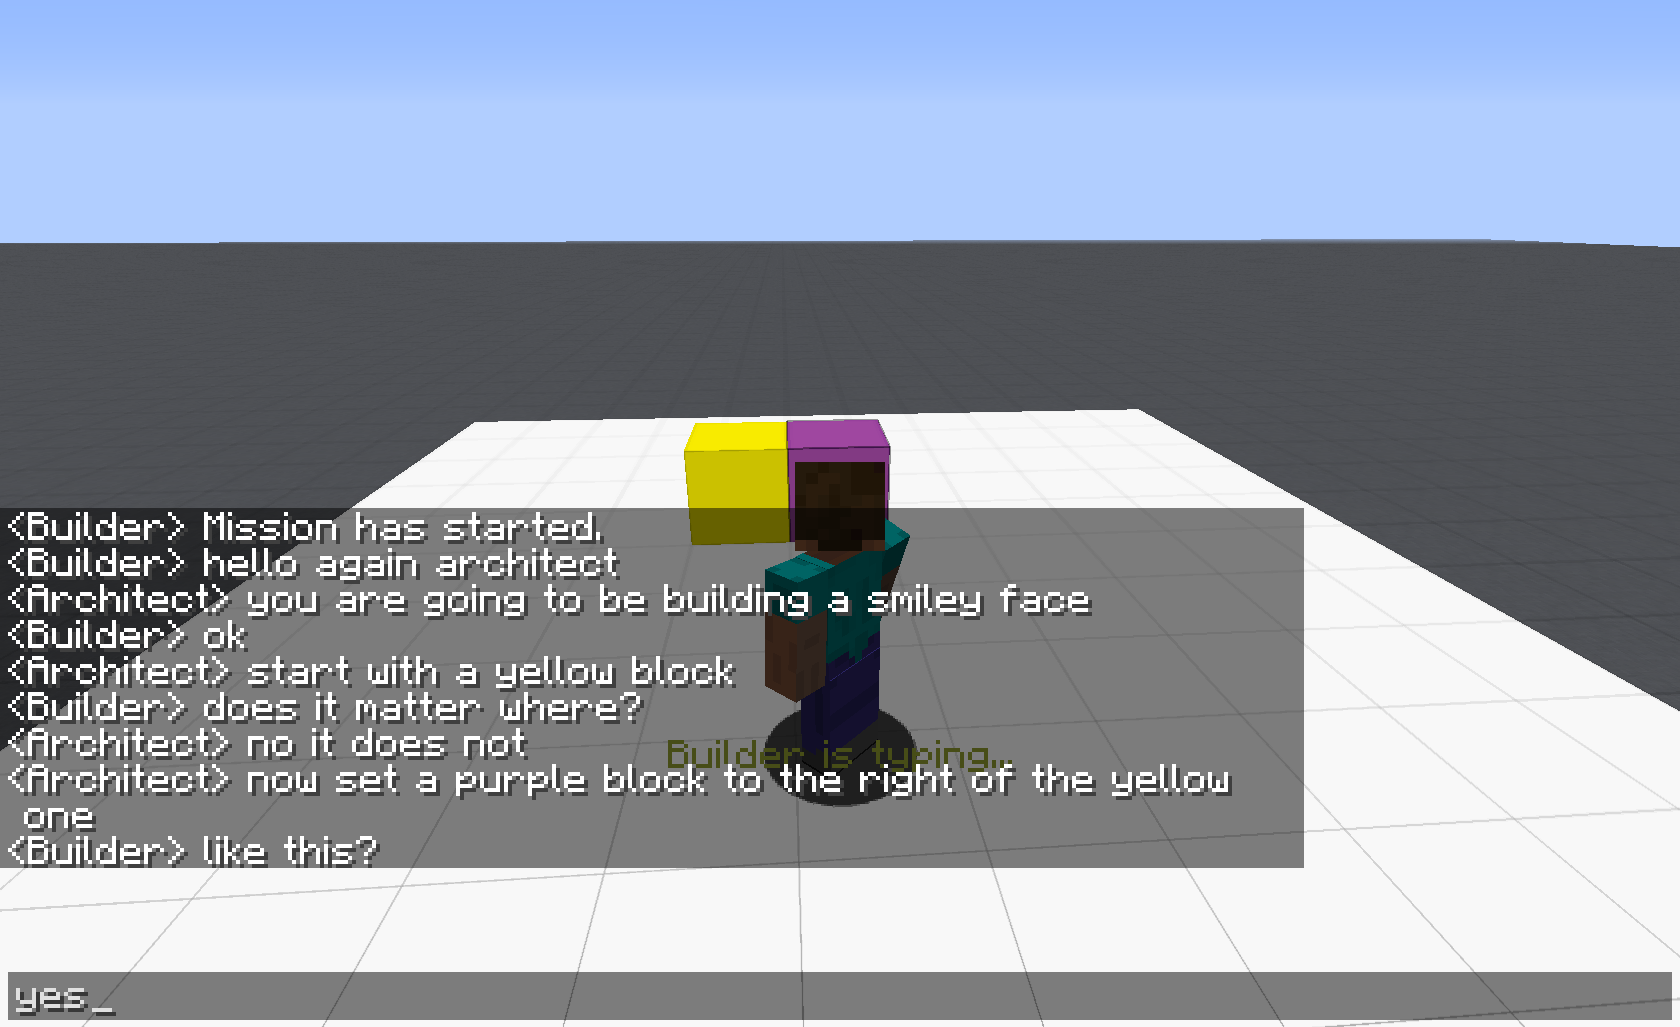 <Builder> Mission has started.
<Builder> hello again architect
<Architect> you are going to be building a smiley face
<Builder> ok
<Architect> start with a yellow block
<Builder> does it matter where?
<Architect> no it does not
Builder is typing...
<Architect> now set a purple block to the right of the yellow
one
<Builder> like this?
yes_